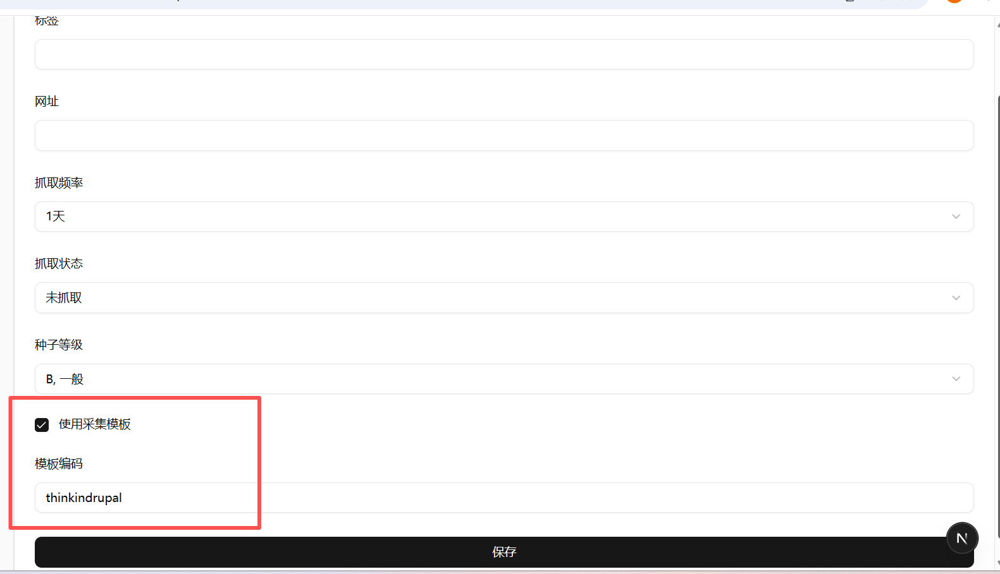 标签
网址
抓取频率
1天
抓取状态
未抓取
种子等级
B, 一般
使用采集模板
模板编码
thinkindrupal
保存
N